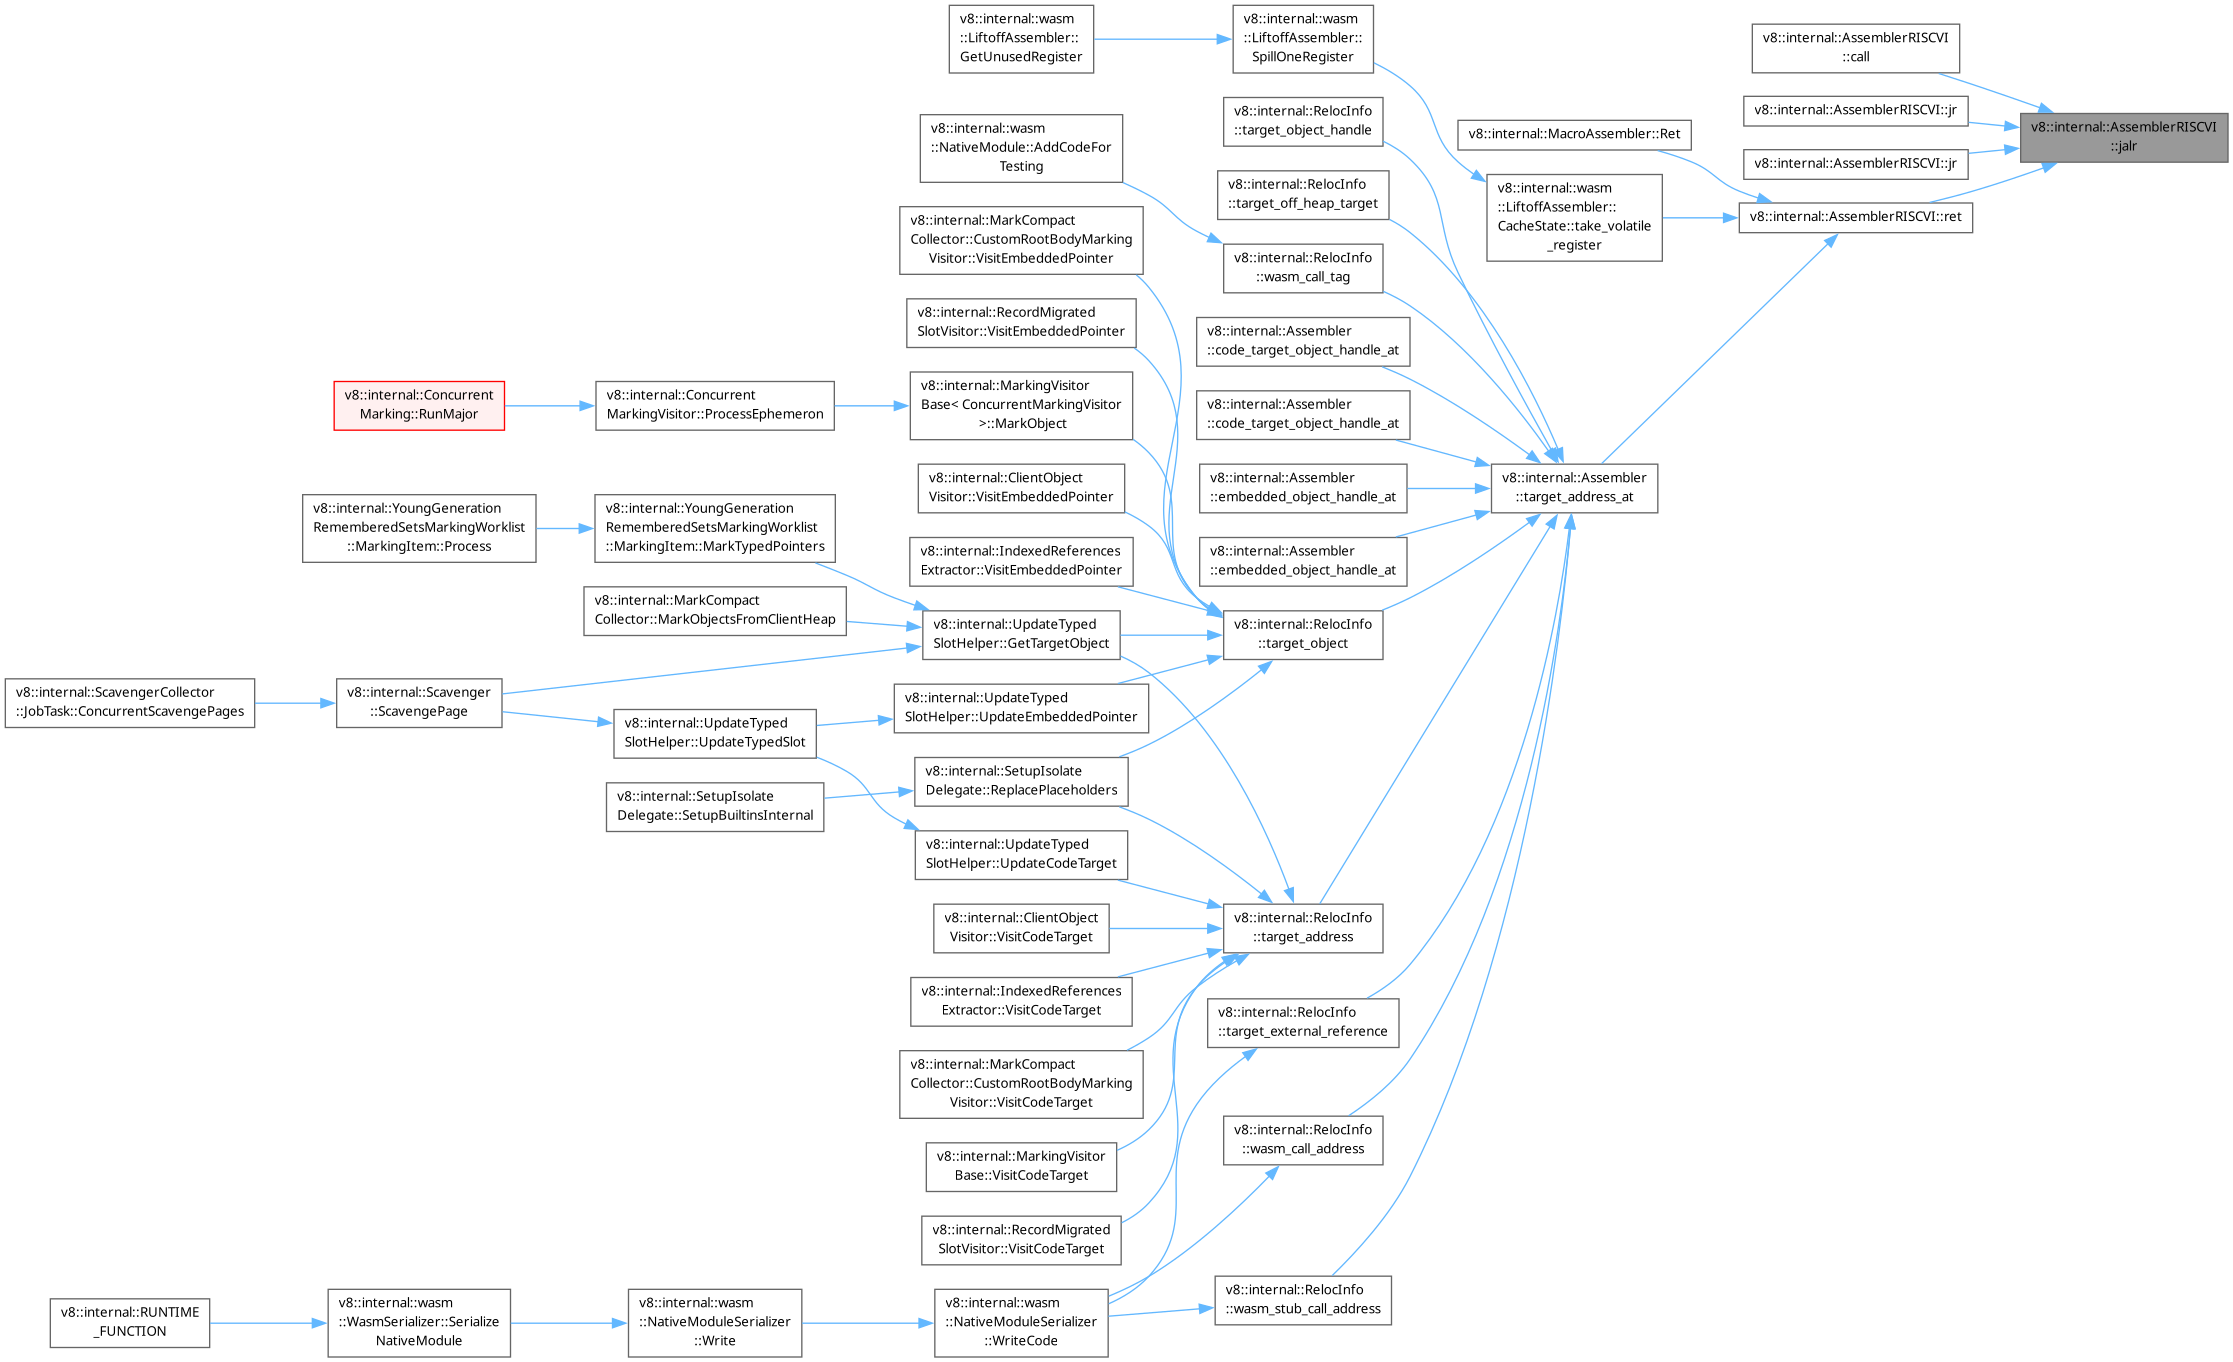 v8::internal::wasm
::LiftoffAssembler::
GetUnusedRegister
v8::internal::wasm
::LiftoffAssembler::
SpillOneRegister
v8::internal::AssemblerRISCVI
::call
v8::internal::AssemblerRISCVI::jr
v8::internal::AssemblerRISCVI::jr
v8::internal::AssemblerRISCVI
::jalr
v8::internal::AssemblerRISCVI::ret
v8::internal::MacroAssembler::Ret
v8::internal::wasm
::LiftoffAssembler::
CacheState::take_volatile
_register
v8::internal::Assembler
::target_address_at
v8::internal::RelocInfo
::target_object_handle
v8::internal::RelocInfo
::target_off_heap_target
v8::internal::RelocInfo
::wasm_call_tag
v8::internal::Assembler
::code_target_object_handle_at
v8::internal::Assembler
::code_target_object_handle_at
v8::internal::Assembler
::embedded_object_handle_at
v8::internal::Assembler
::embedded_object_handle_at
v8::internal::RelocInfo
::target_object
v8::internal::RelocInfo
::target_address
v8::internal::RelocInfo
::target_external_reference
v8::internal::RelocInfo
::wasm_call_address
v8::internal::RelocInfo
::wasm_stub_call_address
v8::internal::wasm
::NativeModule::AddCodeFor
Testing
v8::internal::MarkCompact
Collector::CustomRootBodyMarking
Visitor::VisitEmbeddedPointer
v8::internal::RecordMigrated
SlotVisitor::VisitEmbeddedPointer
v8::internal::MarkingVisitor
Base< ConcurrentMarkingVisitor
>::MarkObject
v8::internal::ClientObject
Visitor::VisitEmbeddedPointer
v8::internal::IndexedReferences
Extractor::VisitEmbeddedPointer
v8::internal::UpdateTyped
SlotHelper::GetTargetObject
v8::internal::UpdateTyped
SlotHelper::UpdateEmbeddedPointer
v8::internal::SetupIsolate
Delegate::ReplacePlaceholders
v8::internal::UpdateTyped
SlotHelper::UpdateCodeTarget
v8::internal::ClientObject
Visitor::VisitCodeTarget
v8::internal::IndexedReferences
Extractor::VisitCodeTarget
v8::internal::MarkCompact
Collector::CustomRootBodyMarking
Visitor::VisitCodeTarget
v8::internal::MarkingVisitor
Base::VisitCodeTarget
v8::internal::RecordMigrated
SlotVisitor::VisitCodeTarget
v8::internal::wasm
::NativeModuleSerializer
::WriteCode
v8::internal::Concurrent
MarkingVisitor::ProcessEphemeron
v8::internal::YoungGeneration
RememberedSetsMarkingWorklist
::MarkingItem::MarkTypedPointers
v8::internal::MarkCompact
Collector::MarkObjectsFromClientHeap
v8::internal::UpdateTyped
SlotHelper::UpdateTypedSlot
v8::internal::SetupIsolate
Delegate::SetupBuiltinsInternal
v8::internal::wasm
::NativeModuleSerializer
::Write
v8::internal::Concurrent
Marking::RunMajor
v8::internal::YoungGeneration
RememberedSetsMarkingWorklist
::MarkingItem::Process
v8::internal::Scavenger
::ScavengePage
v8::internal::ScavengerCollector
::JobTask::ConcurrentScavengePages
v8::internal::wasm
::WasmSerializer::Serialize
NativeModule
v8::internal::RUNTIME
_FUNCTION